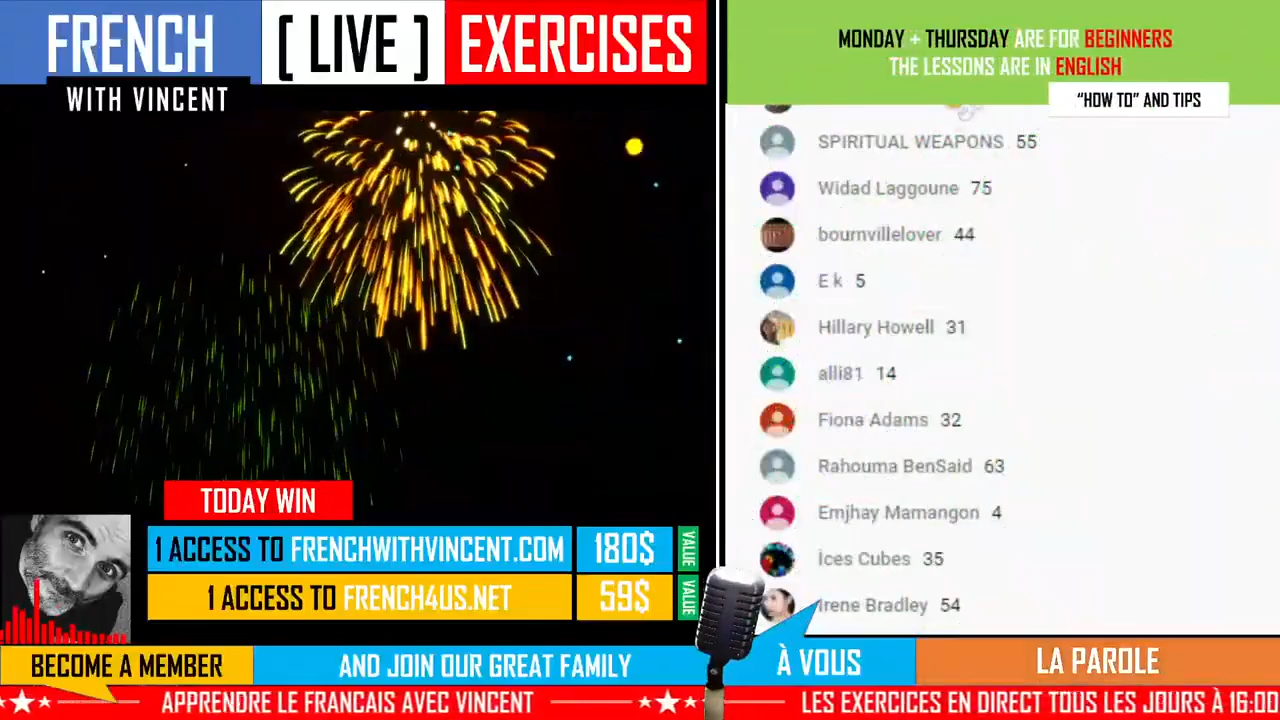 FRENCH [ LIVE ] EXERCISES
WITH VINCENT
MONDAY + THURSDAY ARE FOR BEGINNERS
THE LESSONS ARE IN ENGLISH
“HOW TO” AND TIPS
SPIRITUAL WEAPONS 55
Widad Laggoune 75
bournvillelover 44
E k 5
Hillary Howell 31
alli81 14
Fiona Adams 32
Rahouma BenSaid 63
Emjhay Mamangon 4
İces Cubes 35
Irene Bradley 54
TODAY WIN
1 ACCESS TO FRENCHWITHVINCENT.COM 180$ VALUE
1 ACCESS TO FRENCH4US.NET 59$ VALUE
BECOME A MEMBER AND JOIN OUR GREAT FAMILY
À VOUS LA PAROLE
APPRENDRE LE FRANCAIS AVEC VINCENT
LES EXERCICES EN DIRECT TOUS LES JOURS À 16:00